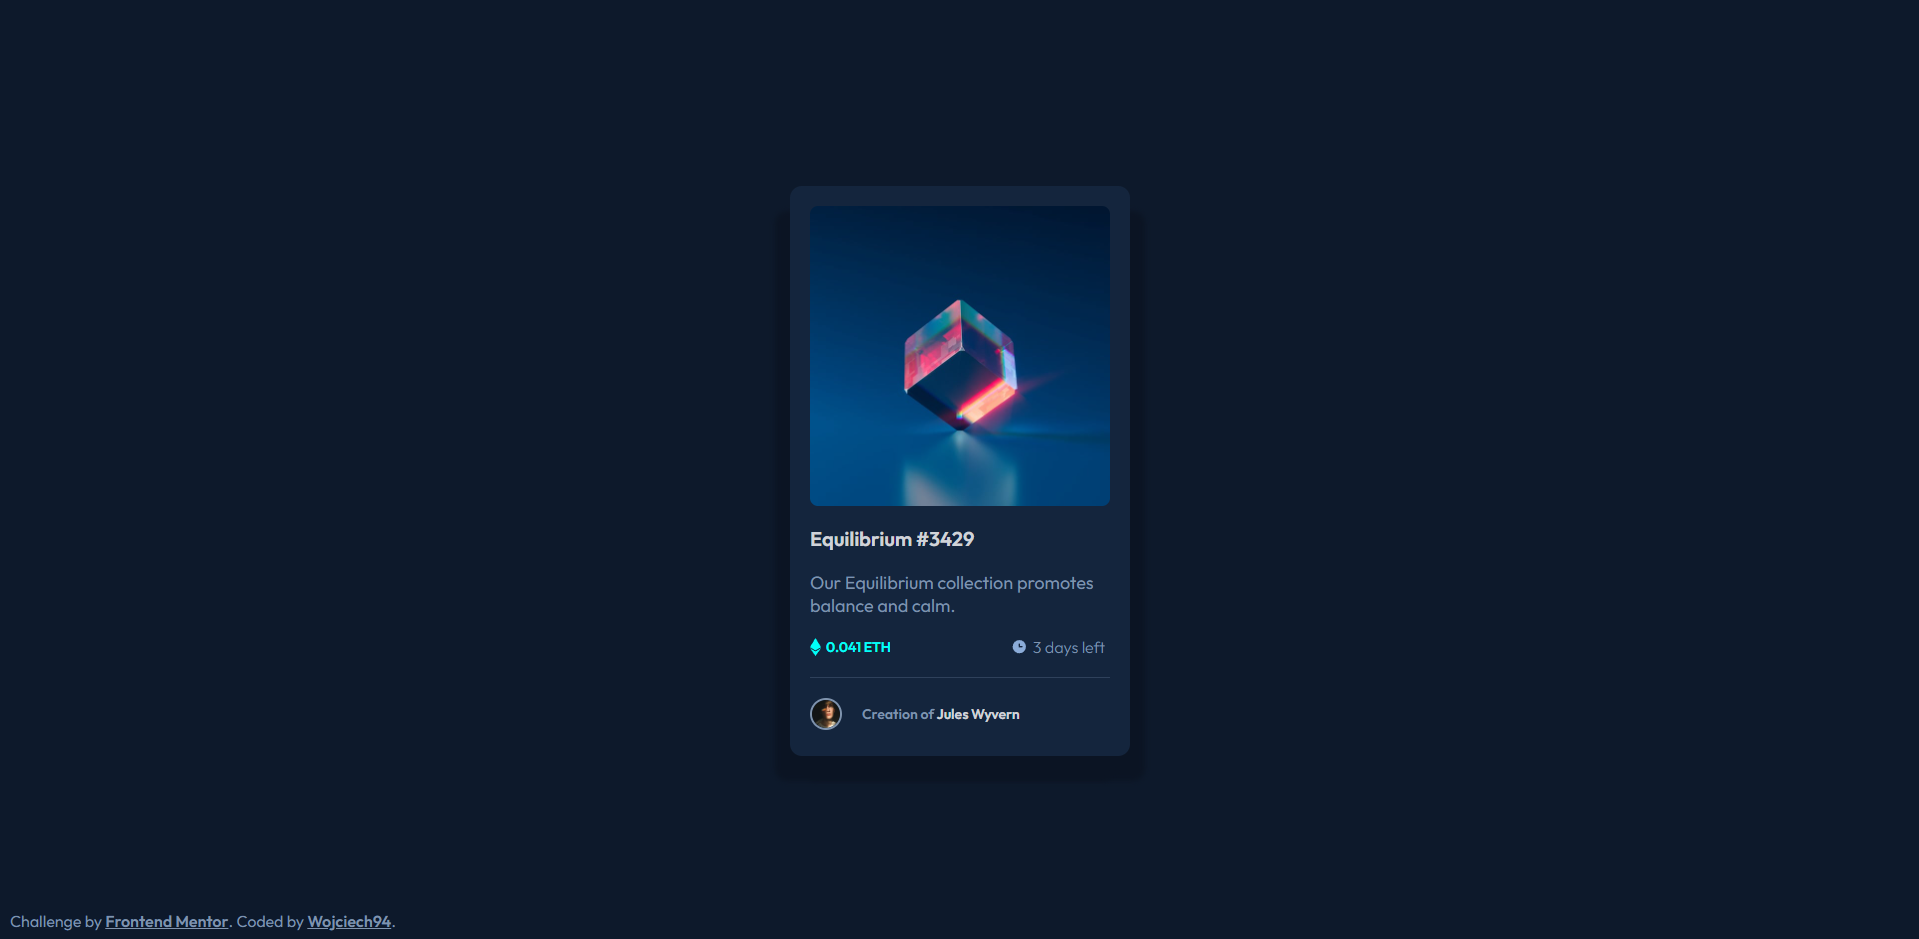 Equilibrium #3429
Our Equilibrium collection promotes
balance and calm.
0.041 ETH
3 days left
Creation of Jules Wyvern
Challenge by Frontend Mentor. Coded by Wojciech94.